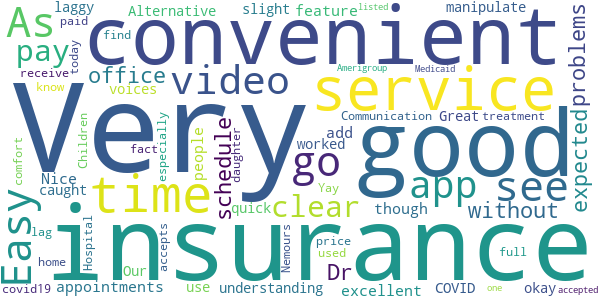 laggy Alternative slight feature manipulate
As paid find convenient listed problems
pay today office video Amerigroup Medicaid
receive voices service
know Very Communication Great treatment
comfort Children time fact especially people schedule daughter go worked add good expected
Easy Nice caught clear Yay app see
quick though without
insurance
lag Hospital accepts Dr Nemours price used full
home Our
covid19 appointments use understanding excellent COVID okay one accepted